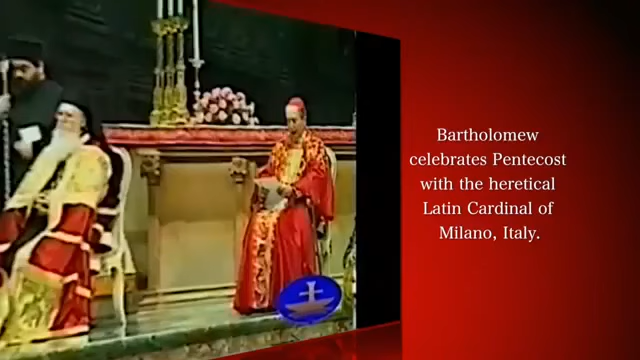 Bartholomew
celebrates Pentecost
with the heretical
Latin Cardinal of
Milano, Italy.